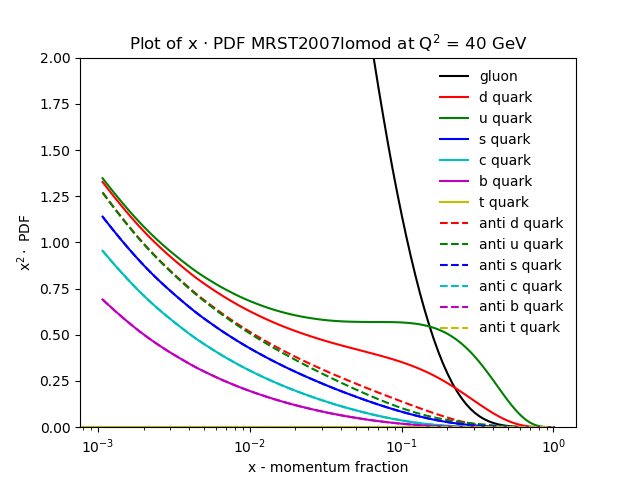 Plot of x · PDF MRST2007lomod at Q² = 40 GeV
x² · PDF
2.00
1.75
1.50
1.25
1.00
0.75
0.50
0.25
0.00
gluon
d quark
u quark
s quark
c quark
b quark
t quark
anti d quark
anti u quark
anti s quark
anti c quark
anti b quark
anti t quark
10⁻³ 10⁻² 10⁻¹ 10⁰
x - momentum fraction